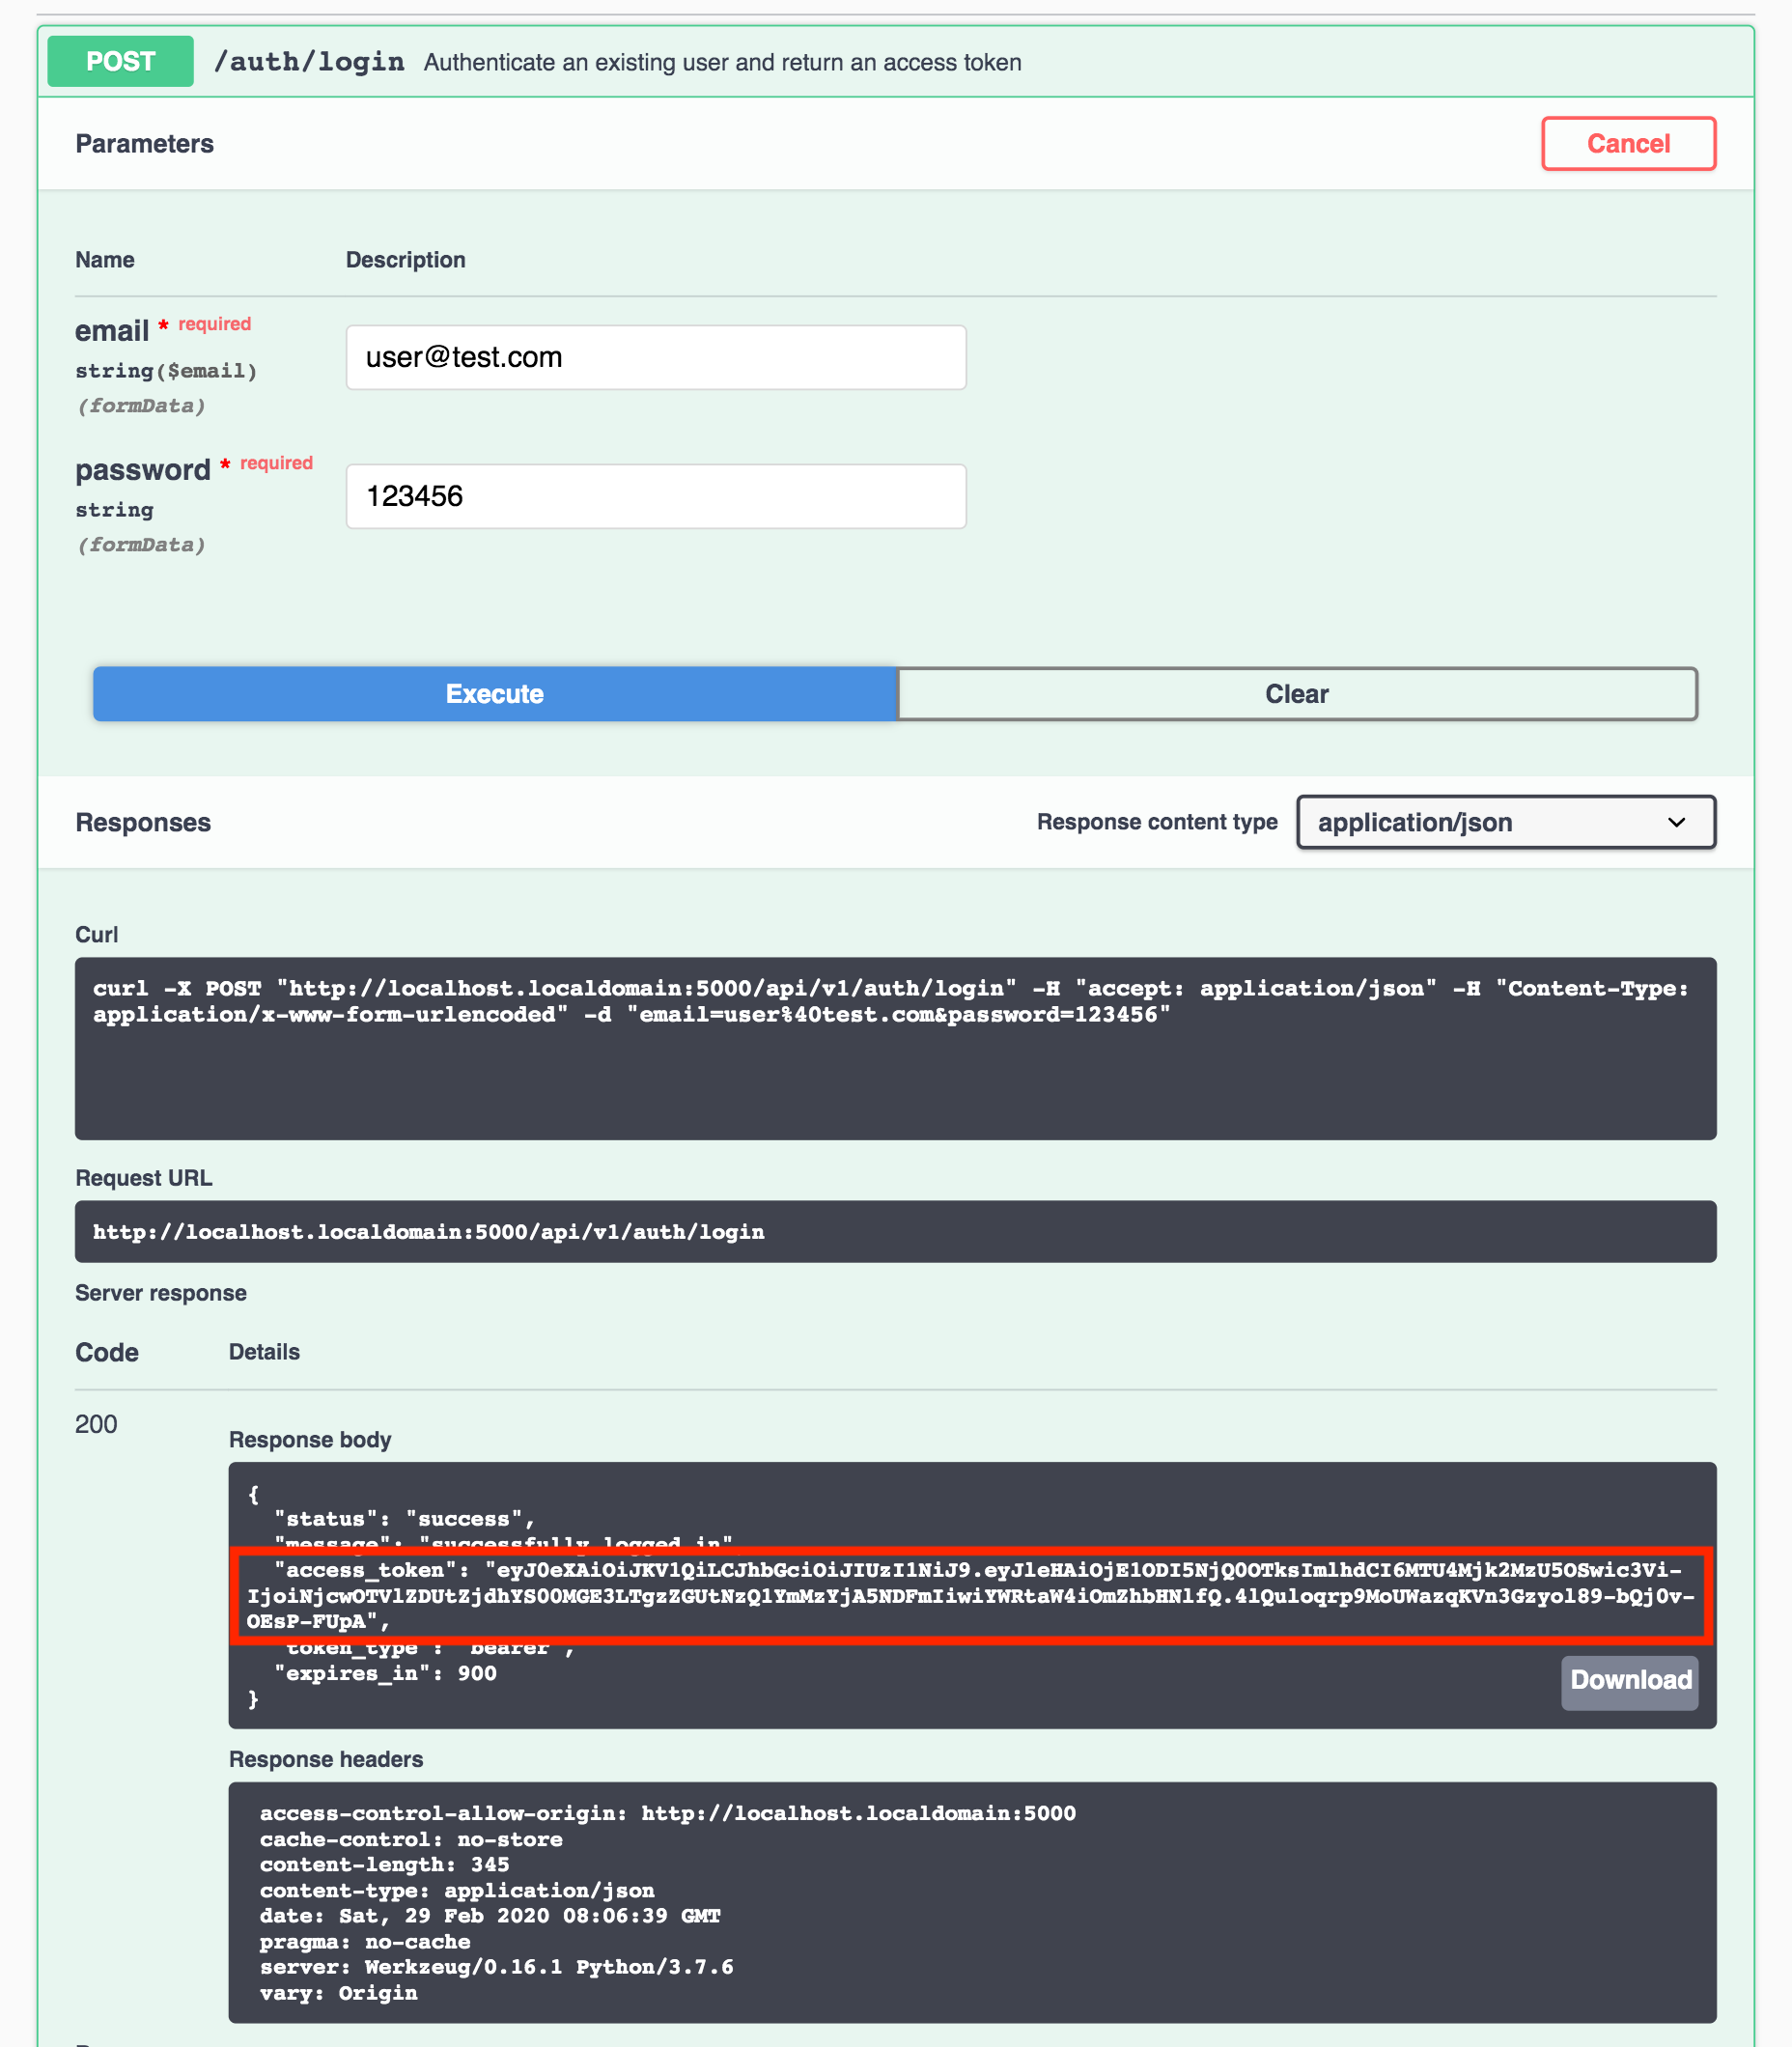 POST /auth/login Authenticate an existing user and return an access token
Parameters Cancel
Name Description
email * required
string($email)
(formData)
user@test.com
password * required
string
(formData)
123456
Execute Clear
Responses Response content type application/json
Curl
curl -X POST "http://localhost.localdomain:5000/api/v1/auth/login" -H "accept: application/json" -H "Content-Type:
application/x-www-form-urlencoded" -d "email=user%40test.com&password=123456"
Request URL
http://localhost.localdomain:5000/api/v1/auth/login
Server response
Code Details
200
Response body
{
"status": "success",
"message": "successfully logged in",
"access_token": "eyJ0eXAiOiJKV1QiLCJhbGciOiJIUzI1NiJ9.eyJleHAiOjE1ODI5NjQ0OTksImlhdCI6MTU4Mjk2MzU5OSwic3Vi-
IjoiNjcwOTVlZDUtZjdhYS00MGE3LTgzZGUtNzQ1YmMzYjA5NDFmIiwiYWRtaW4iOmZhbHNlfQ.4lQuloqrp9MoUWazqKVn3Gzyol89-bQj0v-
OEsP-FUpA",
"token_type": "bearer",
"expires_in": 900
}
Download
Response headers
access-control-allow-origin: http://localhost.localdomain:5000
cache-control: no-store
content-length: 345
content-type: application/json
date: Sat, 29 Feb 2020 08:06:39 GMT
pragma: no-cache
server: Werkzeug/0.16.1 Python/3.7.6
vary: Origin